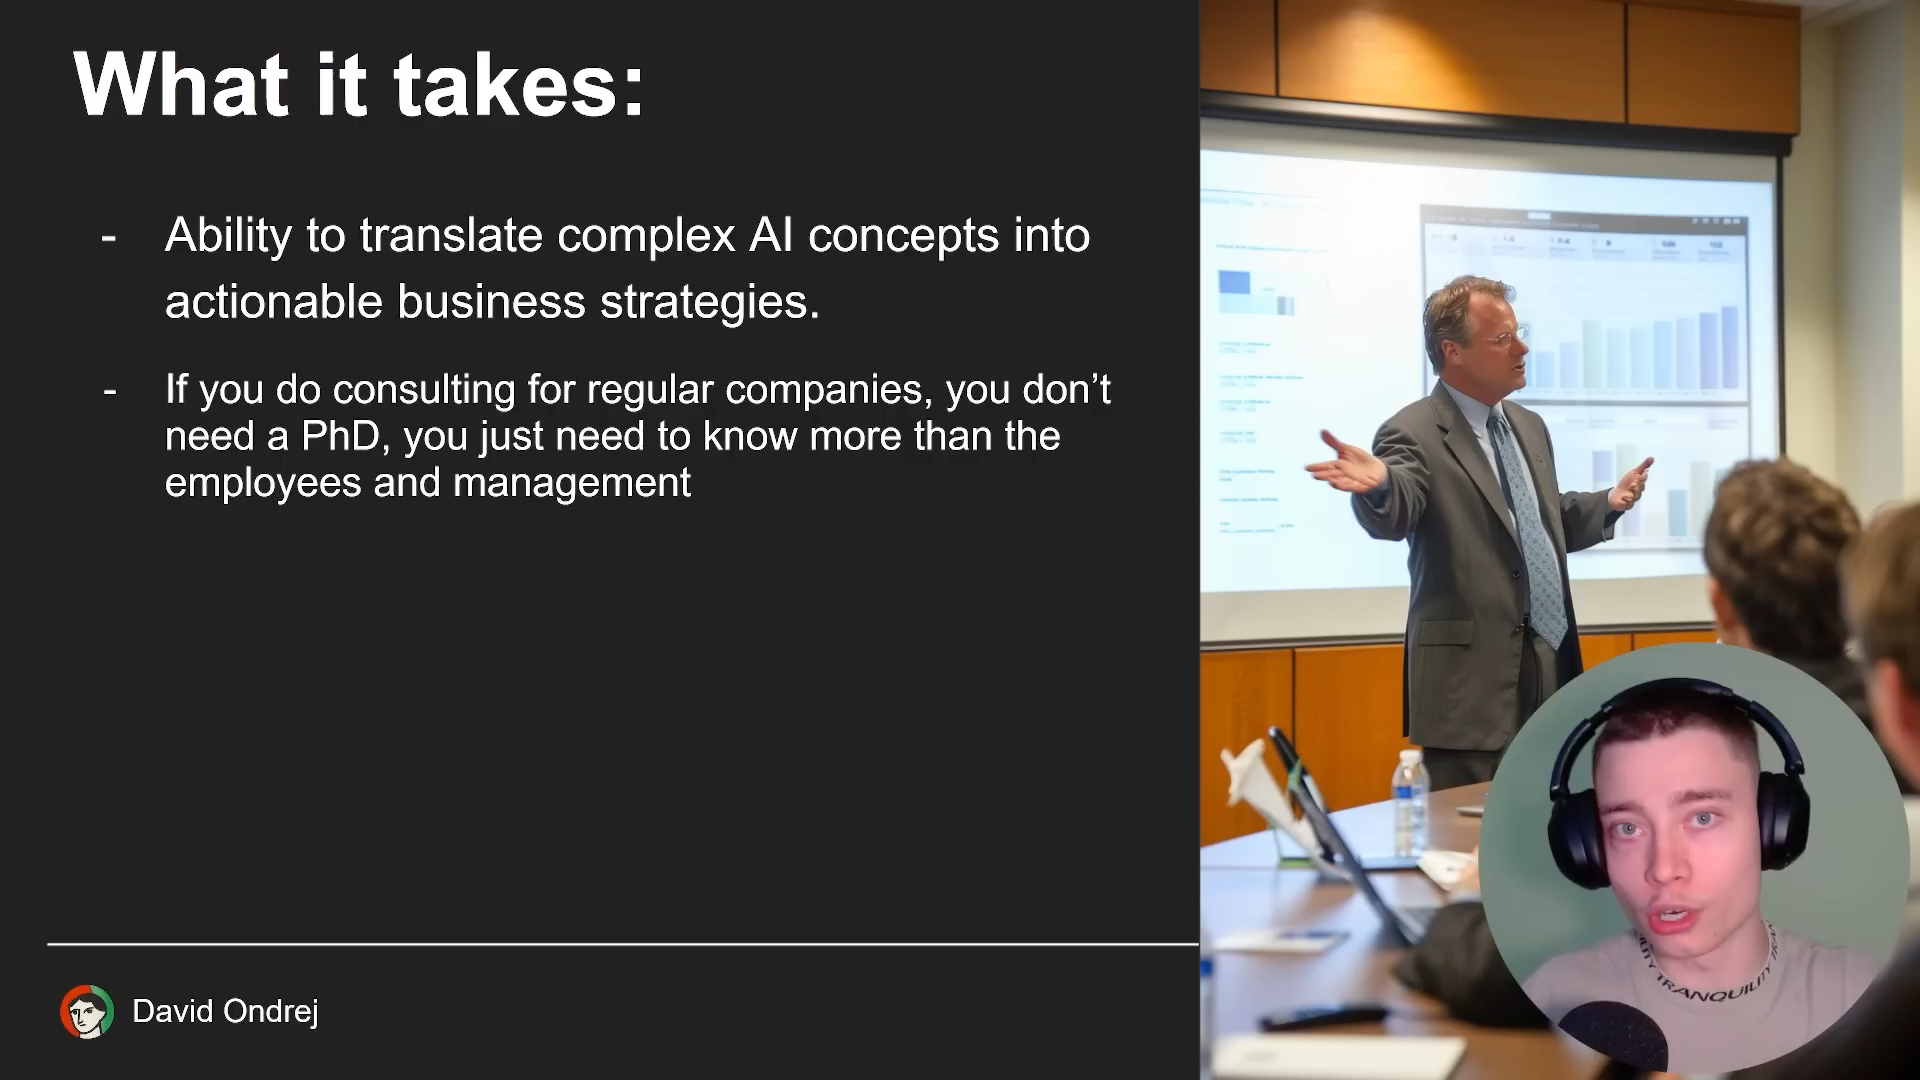 What it takes:
- Ability to translate complex AI concepts into
actionable business strategies.
- If you do consulting for regular companies, you don’t
need a PhD, you just need to know more than the
employees and management
TRANQUILITY
David Ondrej